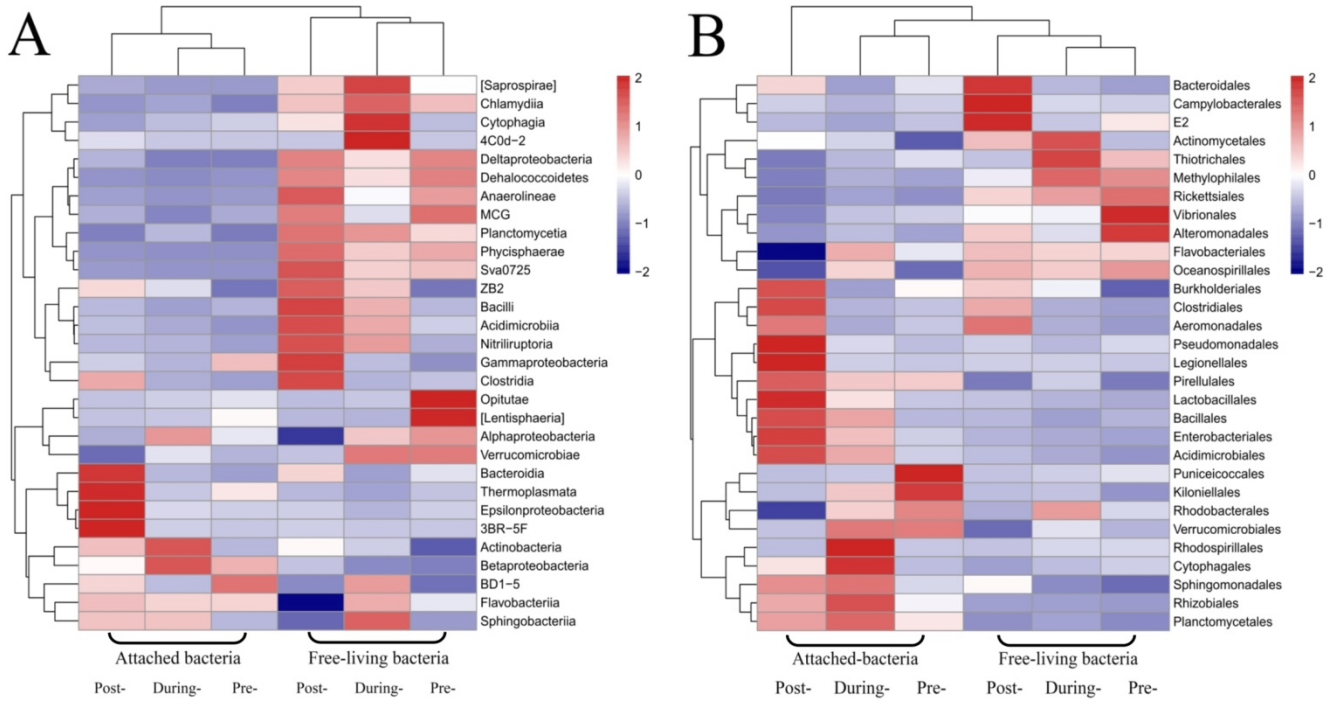 A
[Saprospirae]
Chlamydiia
Cytophagia
4C0d−2
Deltaproteobacteria
Dehalococcoidetes
Anaerolineae
MCG
Planctomycetia
Phycisphaerae
Sva0725
ZB2
Bacilli
Acidimicrobiia
Nitriliruptoria
Gammaproteobacteria
Clostridia
Opitutae
[Lentisphaeria]
Alphaproteobacteria
Verrucomicrobiae
Bacteroidia
Thermoplasmata
Epsilonproteobacteria
3BR−5F
Actinobacteria
Betaproteobacteria
BD1−5
Flavobacteriia
Sphingobacteriia
2
1
0
−1
−2
Attached bacteria Free-living bacteria
Post- During- Pre- Post- During- Pre-
B
Bacteroidales
Campylobacterales
E2
Actinomycetales
Thiotrichales
Methylophilales
Rickettsiales
Vibrionales
Alteromonadales
Flavobacteriales
Oceanospirillales
Burkholderiales
Clostridiales
Aeromonadales
Pseudomonadales
Legionellales
Pirellulales
Lactobacillales
Bacillales
Enterobacteriales
Acidimicrobiales
Puniceicoccales
Kiloniellales
Rhodobacterales
Verrucomicrobiales
Rhodospirillales
Cytophagales
Sphingomonadales
Rhizobiales
Planctomycetales
2
1
0
−1
−2
Attached-bacteria Free-living bacteria
Post- During- Pre- Post- During- Pre-